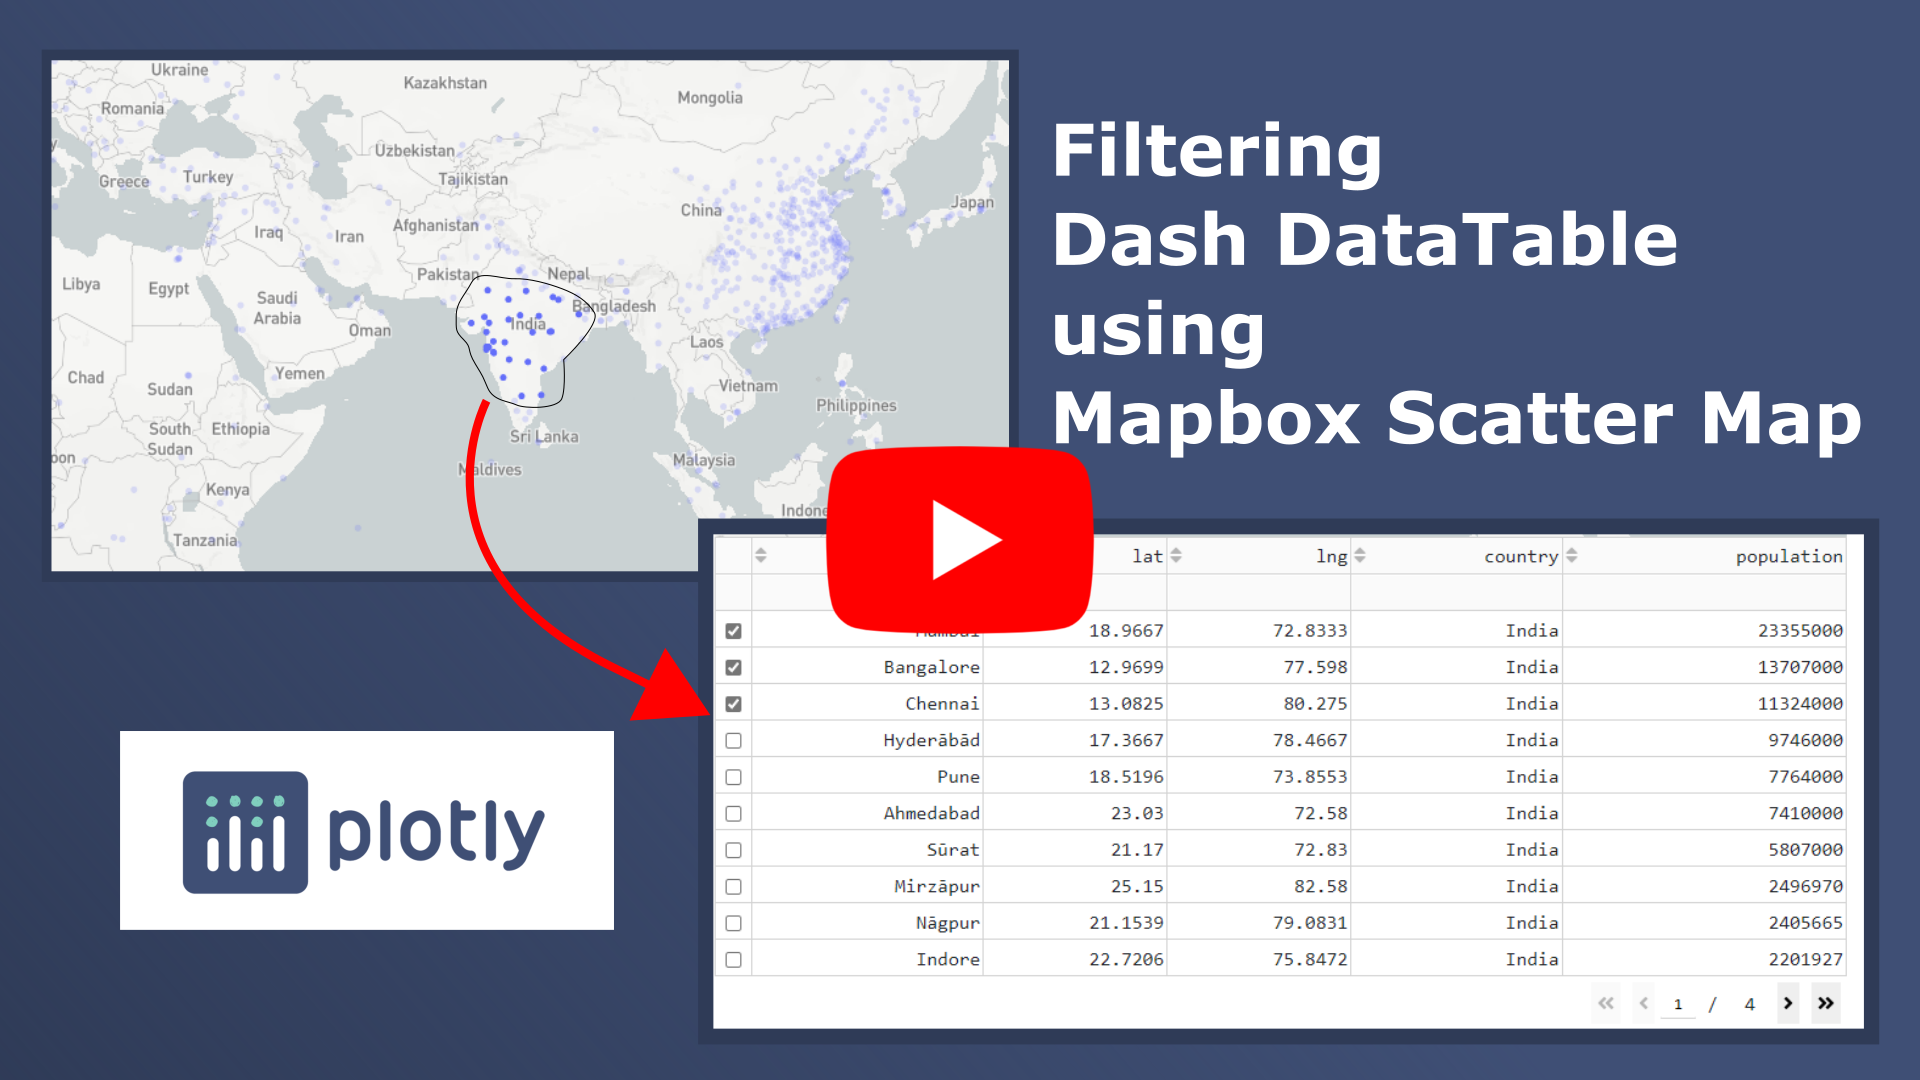 Ukraine
Kazakhstan
Mongolia
Romania
Uzbekistan
Greece
Turkey
Tajikistan
China
Japan
Iraq
Iran
Afghanistan
Pakistan
Nepal
Libya
Egypt
Saudi
Arabia
Bangladesh
India
Oman
Laos
Chad
Sudan
Yemen
Vietnam
Philippines
South
Sudan
Ethiopia
Sri Lanka
oon
Maldives
Malaysia
Kenya
Indone
Tanzania
Filtering
Dash DataTable
using
Mapbox Scatter Map
lat lng country population
18.9667 72.8333 India 23355000
Bangalore 12.9699 77.598 India 13707000
Chennai 13.0825 80.275 India 11324000
Hyderābād 17.3667 78.4667 India 9746000
Pune 18.5196 73.8553 India 7764000
Ahmedabad 23.03 72.58 India 7410000
Sūrat 21.17 72.83 India 5807000
Mirzāpur 25.15 82.58 India 2496970
Nāgpur 21.1539 79.0831 India 2405665
Indore 22.7206 75.8472 India 2201927
« ‹ 1 / 4 › »
plotly